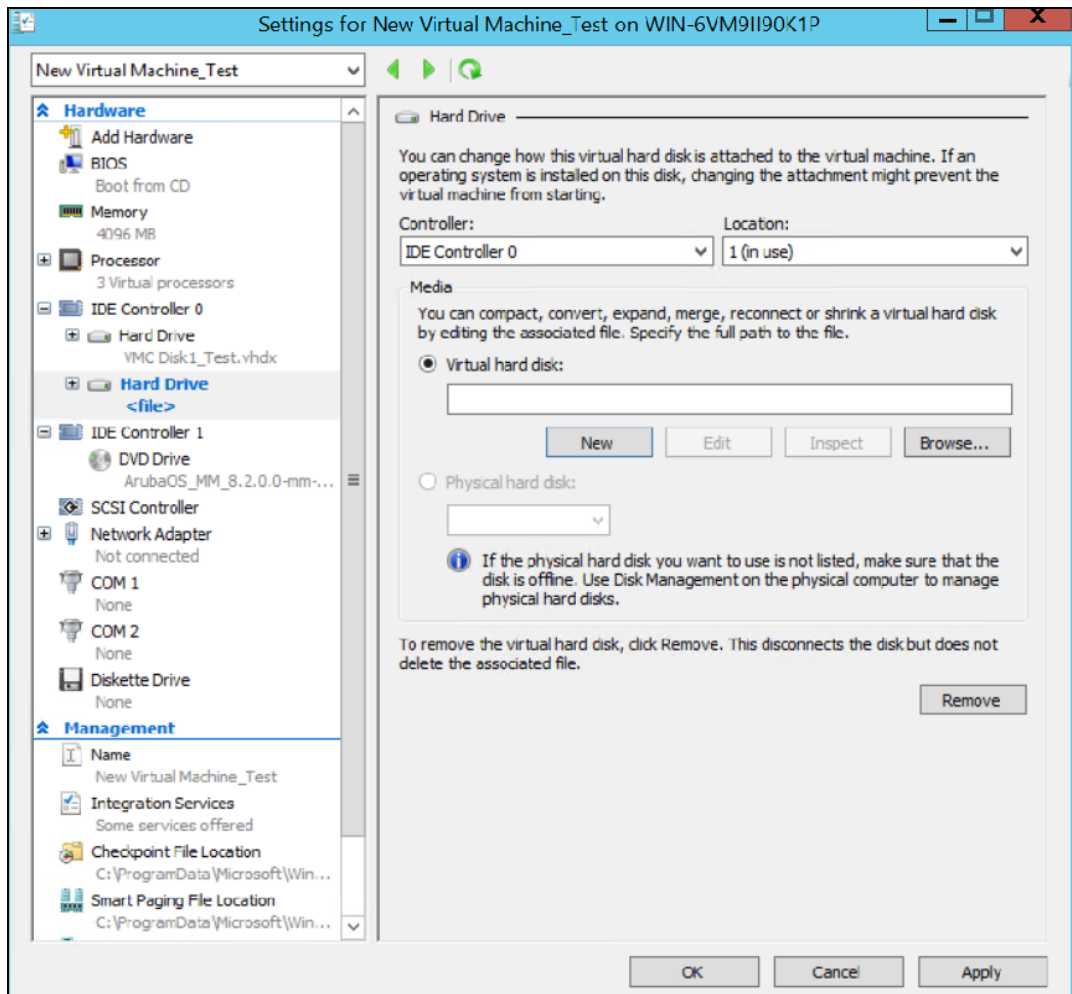 Settings for New Virtual Machine_Test on WIN-6VM9II90K1P
X
New Virtual Machine_Test
Hardware
Add Hardware
BIOS
Boot from CD
Memory
4096 MB
Processor
3 Virtual processors
IDE Controller 0
Hard Drive
VMC Disk1_Test.vhdx
Hard Drive
<file>
IDE Controller 1
DVD Drive
ArubaOS_MM_8.2.0.0-mm-...
SCSI Controller
Network Adapter
Not connected
COM 1
None
COM 2
None
Diskette Drive
None
Management
Name
New Virtual Machine_Test
Integration Services
Some services offered
Checkpoint File Location
C:\ProgramData\Microsoft\Win...
Smart Paging File Location
C:\ProgramData\Microsoft\Win...
Hard Drive
You can change how this virtual hard disk is attached to the virtual machine. If an
operating system is installed on this disk, changing the attachment might prevent the
virtual machine from starting.
Controller:
Location:
IDE Controller 0
1 (in use)
Media
You can compact, convert, expand, merge, reconnect or shrink a virtual hard disk
by editing the associated file. Specify the full path to the file.
Virtual hard disk:
New
Edit
Inspect
Browse...
Physical hard disk:
If the physical hard disk you want to use is not listed, make sure that the
disk is offline. Use Disk Management on the physical computer to manage
physical hard disks.
To remove the virtual hard disk, click Remove. This disconnects the disk but does not
delete the associated file.
Remove
OK
Cancel
Apply